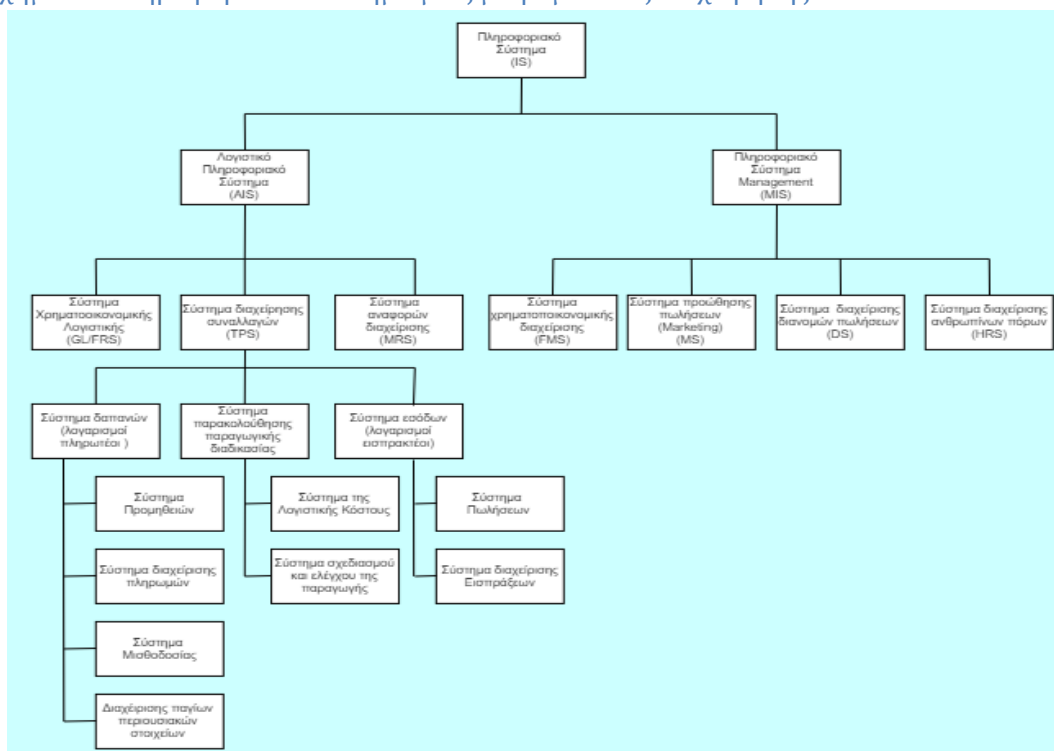 Πληροφοριακό
Σύστημα
(IS)
Λογιστικό
Πληροφοριακό
Σύστημα
(AIS)
Πληροφοριακό
Σύστημα
Management
(MIS)
Σύστημα
Χρηματοοικονομικής
Λογιστικής
(GL/FRS)
Σύστημα διαχείρησης
συναλλαγών
(TPS)
Σύστημα
αναφορών
διαχείρισης
(MRS)
Σύστημα
χρηματοποικονομικής
διαχείρισης
(FMS)
Σύστημα προώθησης
πωλήσεων
(Marketing)
(MS)
Σύστημα διαχείρισης
διανομών πωλήσεων
(DS)
Σύστημα διαχείρισης
ανθρωπίνων πόρων
(HRS)
Σύστημα δαπανών
(λογαρισμοί
πληρωτέοι )
Σύστημα
παρακολούθησης
παραγωγικής
διαδικασίας
Σύστημα εσόδων
(λογαρισμοί
εισπρακτέοι)
Σύστημα
Προμηθειών
Σύστημα της
Λογιστικής Κόστους
Σύστημα
Πωλήσεων
Σύστημα διαχείρισης
πληρωμών
Σύστημα σχεδιασμού
και ελέγχου της
παραγωγής
Σύστημα διαχείρισης
Εισπράξεων
Σύστημα
Μισθοδοσίας
Διαχείρισης παγίων
περιουσιακών
στοιχείων